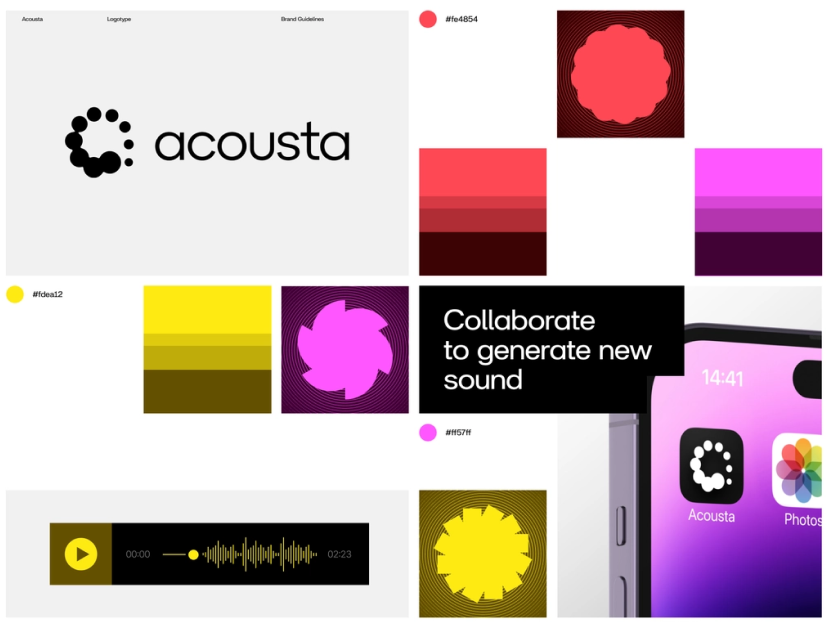 Acousta
Logotype
Brand Guidelines
acousta
#fe4854
#fdea12
Collaborate
to generate new
sound
14:41
Acousta
Photos
#ff57ff
00:00
02:23